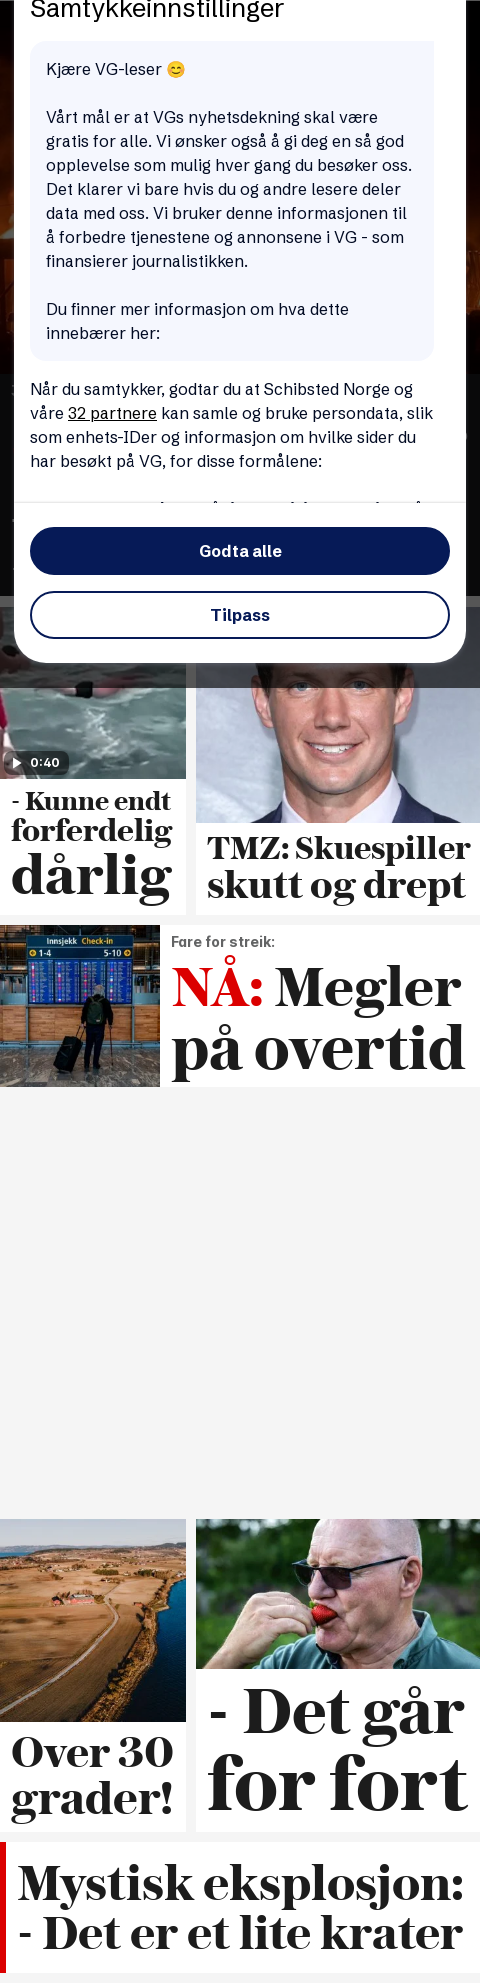 Samtykkeinnstillinger
Kjære VG-leser 😊
Vårt mål er at VGs nyhetsdekning skal være
gratis for alle. Vi ønsker også å gi deg en så god
opplevelse som mulig hver gang du besøker oss.
Det klarer vi bare hvis du og andre lesere deler
data med oss. Vi bruker denne informasjonen til
å forbedre tjenestene og annonsene i VG - som
finansierer journalistikken.
Du finner mer informasjon om hva dette
innebærer her:
Når du samtykker, godtar du at Schibsted Norge og
våre 32 partnere kan samle og bruke persondata, slik
som enhets-IDer og informasjon om hvilke sider du
har besøkt på VG, for disse formålene:
Godta alle
Tilpass
0:40
- Kunne endt
forferdelig
dårlig
TMZ: Skuespiller
skutt og drept
Innsjekk Check-in
1-4 5-10
Fare for streik:
NÅ: Megler
på overtid
Over 30
grader!
- Det går
for fort
Mystisk eksplosjon:
- Det er et lite krater